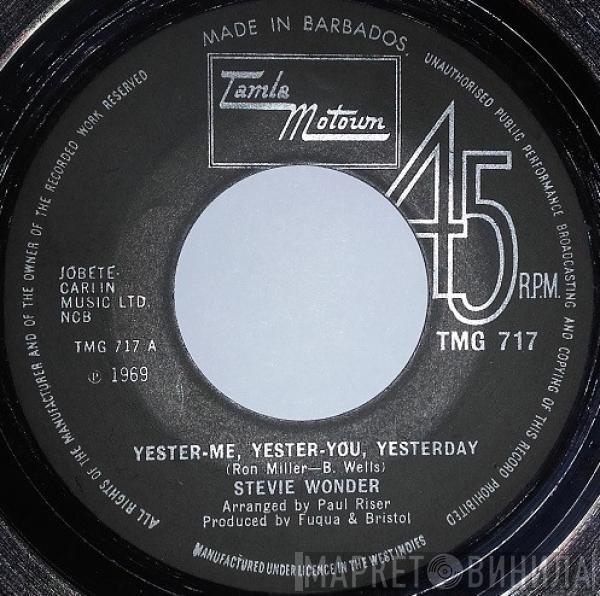 MADE IN BARBADOS.
Tamla
Motown
45
R.P.M.
TMG 717
JOBETE-
CARLIN
MUSIC LTD.
NCB
TMG 717 A
℗ 1969
YESTER-ME, YESTER-YOU, YESTERDAY
(Ron Miller—B. Wells)
STEVIE WONDER
Arranged by Paul Riser
Produced by Fuqua & Bristol
MANUFACTURED UNDER LICENCE IN THE WEST INDIES
ALL RIGHTS OF THE MANUFACTURER AND OF THE OWNER OF THE RECORDED WORK RESERVED
UNAUTHORISED PUBLIC PERFORMANCE BROADCASTING AND COPYING OF THIS RECORD PROHIBITED
МАРКЕТ ВИНИЛА